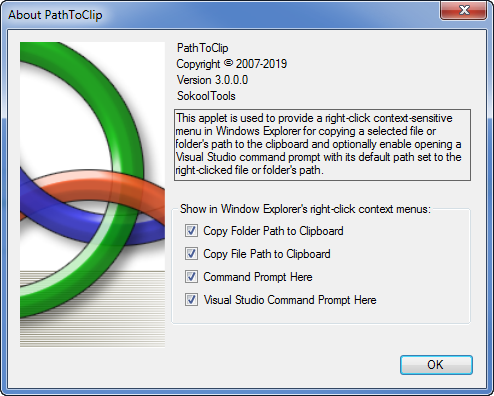 About PathToClip
PathToClip
Copyright © 2007-2019
Version 3.0.0.0
SokoolTools
This applet is used to provide a right-click context-sensitive
menu in Windows Explorer for copying a selected file or
folder's path to the clipboard and optionally enable opening a
Visual Studio command prompt with its default path set to the
right-clicked file or folder's path.
Show in Window Explorer's right-click context menus:
Copy Folder Path to Clipboard
Copy File Path to Clipboard
Command Prompt Here
Visual Studio Command Prompt Here
OK